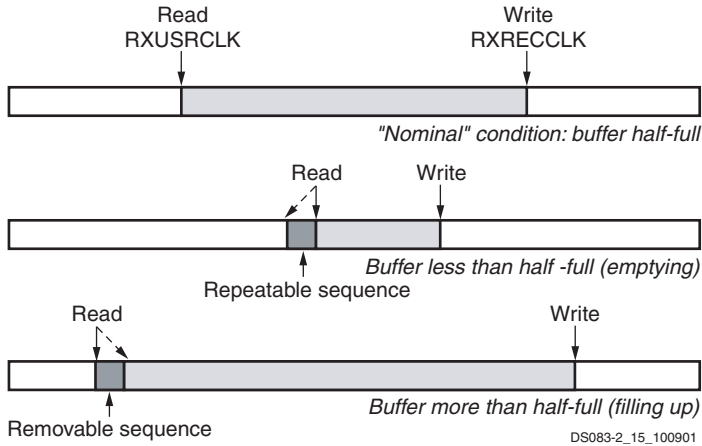 Read Write
RXUSRCLK RXRECCLK
"Nominal" condition: buffer half-full
Read Write
Buffer less than half -full (emptying)
Repeatable sequence
Read Write
Buffer more than half-full (filling up)
Removable sequence
DS083-2_15_100901